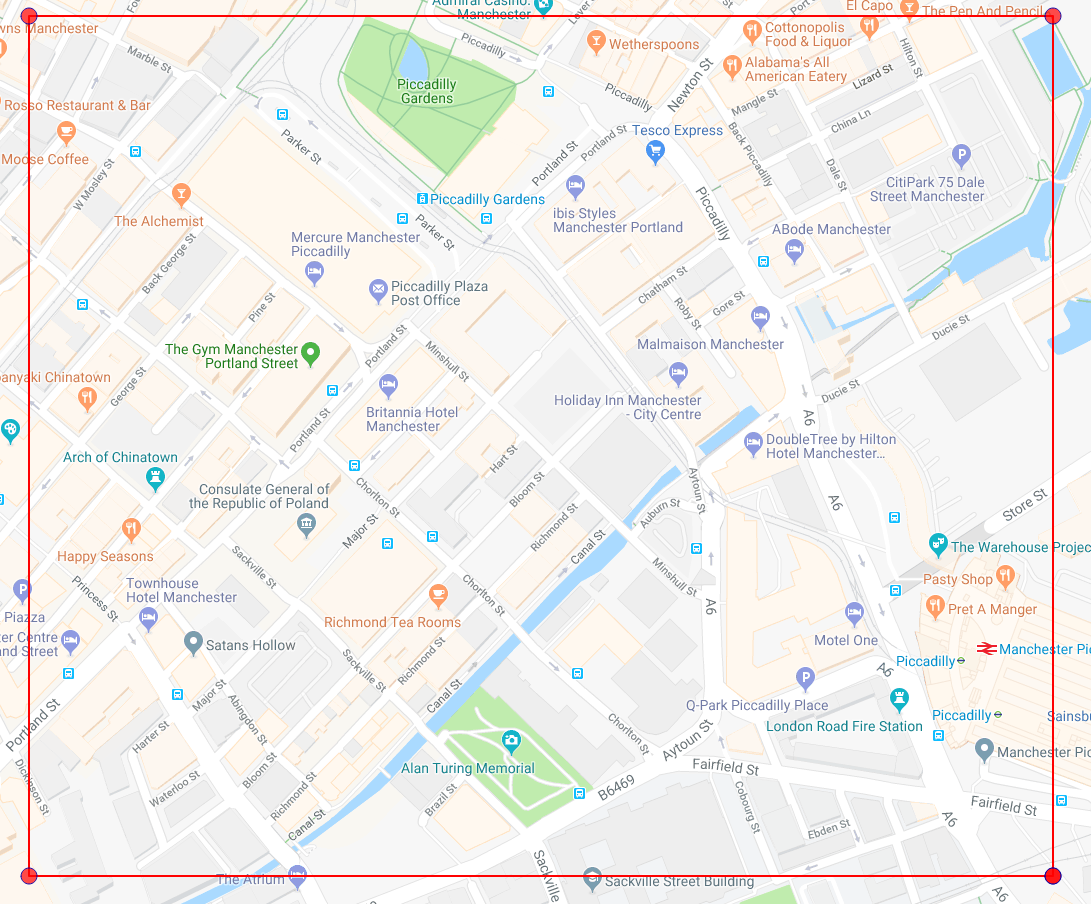 Admiral Casino:
Manchester
El Capo
The Pen And Pencil
wns Manchester
Cottonopolis
Food & Liquor
Piccadilly
Wetherspoons
Hilton St
Marble St
Newton St
Alabama's All
American Eatery
Lizard St
Piccadilly
Gardens
Piccadilly
Mangle St
Rosso Restaurant & Bar
China Ln
Parker St
Portland St
Portland St
Tesco Express
Back Piccadilly
Moose Coffee
W Mosley St
Dale St
CitiPark 75 Dale
Street Manchester
Piccadilly Gardens
Piccadilly
The Alchemist
Parker St
ibis Styles
Manchester Portland
ABode Manchester
Mercure Manchester
Piccadilly
Back George St
Chatham St
Piccadilly Plaza
Post Office
Pine St
Roby St
Gore St
Ducie St
Portland St
Malmaison Manchester
The Gym Manchester
Portland Street
Minshull St
anyaki Chinatown
George St
Ducie St
Holiday Inn Manchester
- City Centre
Britannia Hotel
Manchester
Portland St
A6
DoubleTree by Hilton
Hotel Manchester...
Arch of Chinatown
Hart St
Consulate General of
the Republic of Poland
Chorlton St
Bloom St
Aytoun St
A6
Store St
Major St
Richmond St
Auburn St
Happy Seasons
Canal St
The Warehouse Projec
Sackville St
Minshull St
Pasty Shop
Townhouse
Hotel Manchester
Princess St
Chorlton St
A6
Pret A Manger
Piazza
Richmond Tea Rooms
ter Centre
nd Street
Satans Hollow
Motel One
Manchester Pic
Richmond St
Piccadilly
Sackville St
A6
Major St
Canal St
Q-Park Piccadilly Place
Portland St
Abingdon St
Chorlton St
London Road Fire Station
Piccadilly
Sainsb
Harter St
Aytoun St
Manchester Pic
Alan Turing Memorial
Bloom St
Fairfield St
Dickinson St
Waterloo St
Richmond St
Brazil St
B6469
Cobourg St
Fairfield St
Canal St
Ebden St
A6
The Atrium
Sackville
Sackville Street Building
A6